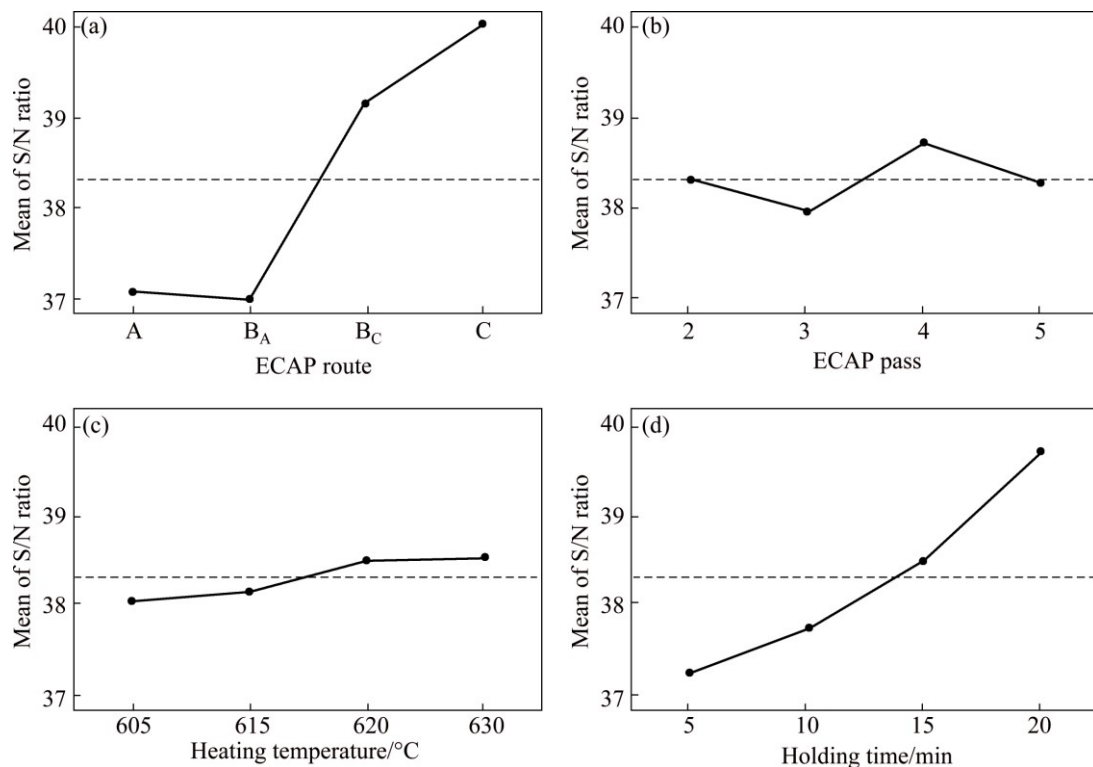 (a)
40
39
38
37
Mean of S/N ratio
A B_A B_C C
ECAP route
(b)
40
39
38
37
Mean of S/N ratio
2 3 4 5
ECAP pass
(c)
40
39
38
37
Mean of S/N ratio
605 615 620 630
Heating temperature/°C
(d)
40
39
38
37
Mean of S/N ratio
5 10 15 20
Holding time/min